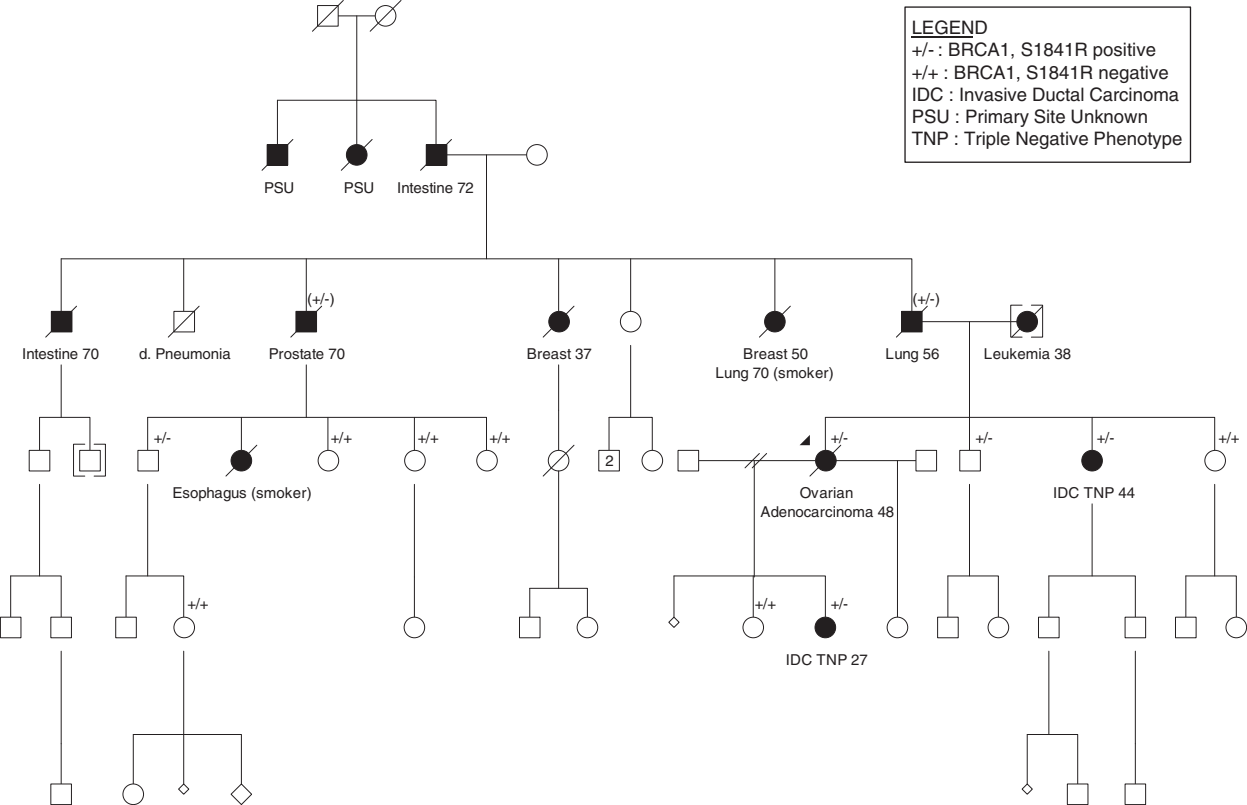 LEGEND
+/- : BRCA1, S1841R positive
+/+ : BRCA1, S1841R negative
IDC : Invasive Ductal Carcinoma
PSU : Primary Site Unknown
TNP : Triple Negative Phenotype
PSU
PSU
Intestine 72
(+/-)
(+/-)
Intestine 70
d. Pneumonia
Prostate 70
Breast 37
Breast 50
Lung 70 (smoker)
Lung 56
Leukemia 38
+/-
+/+
+/+
+/+
+/-
+/-
+/-
+/+
2
Esophagus (smoker)
Ovarian
Adenocarcinoma 48
IDC TNP 44
+/+
+/+
+/-
IDC TNP 27